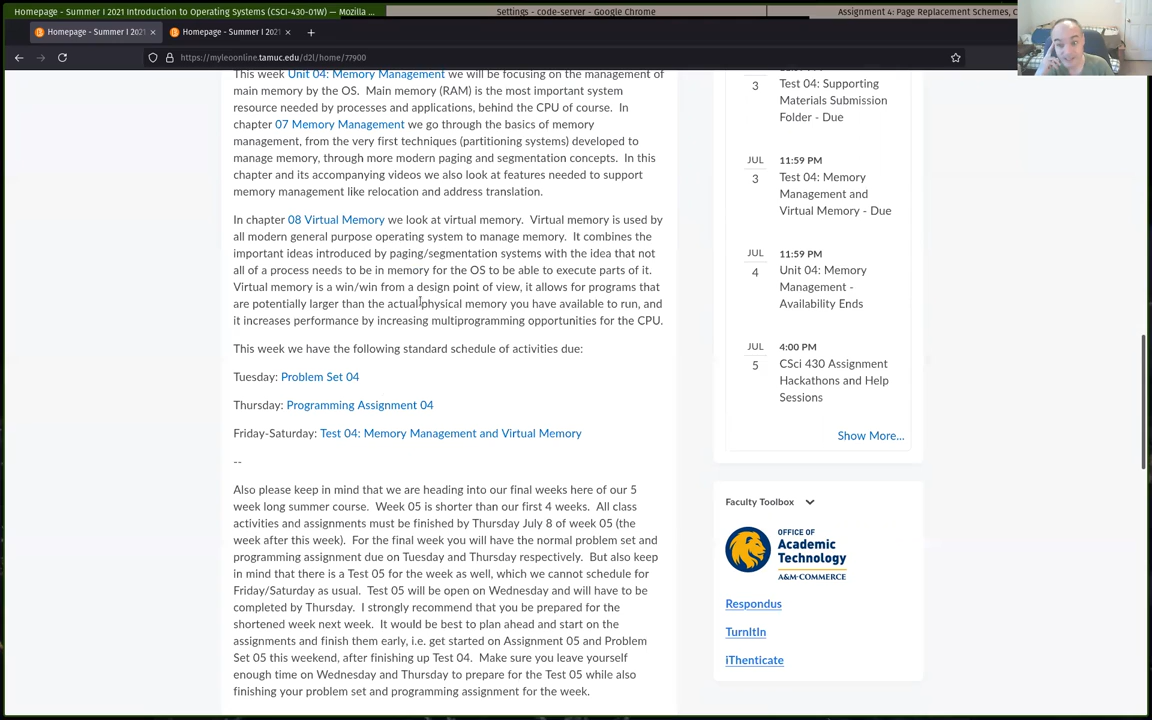 Summer I 2021 Introduction to Operating Systems (CSCI-430-01W) — Mozilla ...
Settings - code-server - Google Chrome
Assignment 4: Page Replacement Schemes, C
Homepage - Summer I 2021
Homepage - Summer I 2021
https://myleoonline.tamuc.edu/d2l/home/77900
This week Unit 04: Memory Management we will be focusing on the management of
main memory by the OS. Main memory (RAM) is the most important system
resource needed by processes and applications, behind the CPU of course. In
chapter 07 Memory Management we go through the basics of memory
management, from the very first techniques (partitioning systems) developed to
manage memory, through more modern paging and segmentation concepts. In this
chapter and its accompanying videos we also look at features needed to support
memory management like relocation and address translation.
In chapter 08 Virtual Memory we look at virtual memory. Virtual memory is used by
all modern general purpose operating system to manage memory. It combines the
important ideas introduced by paging/segmentation systems with the idea that not
all of a process needs to be in memory for the OS to be able to execute parts of it.
Virtual memory is a win/win from a design point of view, it allows for programs that
are potentially larger than the actual physical memory you have available to run, and
it increases performance by increasing multiprogramming opportunities for the CPU.
This week we have the following standard schedule of activities due:
Tuesday: Problem Set 04
Thursday: Programming Assignment 04
Friday-Saturday: Test 04: Memory Management and Virtual Memory
--
Also please keep in mind that we are heading into our final weeks here of our 5
week long summer course. Week 05 is shorter than our first 4 weeks. All class
activities and assignments must be finished by Thursday July 8 of week 05 (the
week after this week). For the final week you will have the normal problem set and
programming assignment due on Tuesday and Thursday respectively. But also keep
in mind that there is a Test 05 for the week as well, which we cannot schedule for
Friday/Saturday as usual. Test 05 will be open on Wednesday and will have to be
completed by Thursday. I strongly recommend that you be prepared for the
shortened week next week. It would be best to plan ahead and start on the
assignments and finish them early, i.e. get started on Assignment 05 and Problem
Set 05 this weekend, after finishing up Test 04. Make sure you leave yourself
enough time on Wednesday and Thursday to prepare for the Test 05 while also
finishing your problem set and programming assignment for the week.
3
Test 04: Supporting
Materials Submission
Folder - Due
JUL 11:59 PM
3
Test 04: Memory
Management and
Virtual Memory - Due
JUL 11:59 PM
4
Unit 04: Memory
Management -
Availability Ends
JUL 4:00 PM
5
CSci 430 Assignment
Hackathons and Help
Sessions
Show More...
Faculty Toolbox
OFFICE OF
Academic
Technology
A&M-COMMERCE
Respondus
TurnItIn
iThenticate